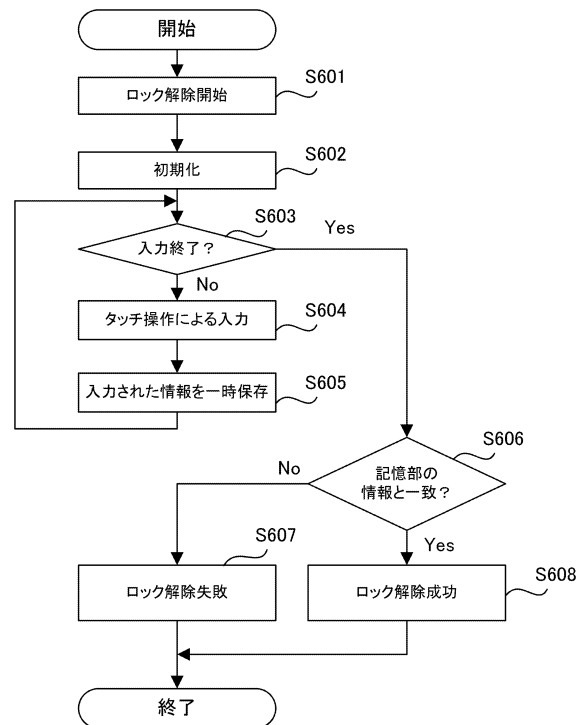 開始
ロック解除開始
S601
初期化
S602
S603
入力終了？
Yes
No
タッチ操作による入力
S604
入力された情報を一時保存
S605
S606
記憶部の
情報と一致？
No
Yes
S607
ロック解除失敗
S608
ロック解除成功
終了